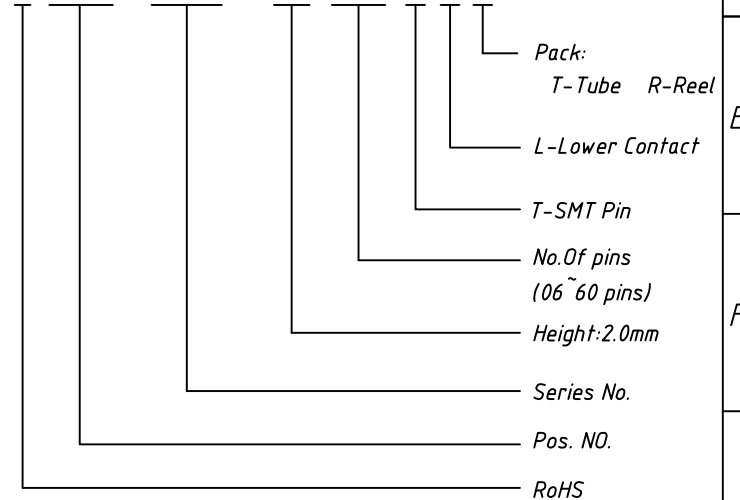 Pack:
T-Tube R-Reel
L-Lower Contact
T-SMT Pin
No.Of pins
(06~60 pins)
Height:2.0mm
Series No.
Pos. NO.
RoHS